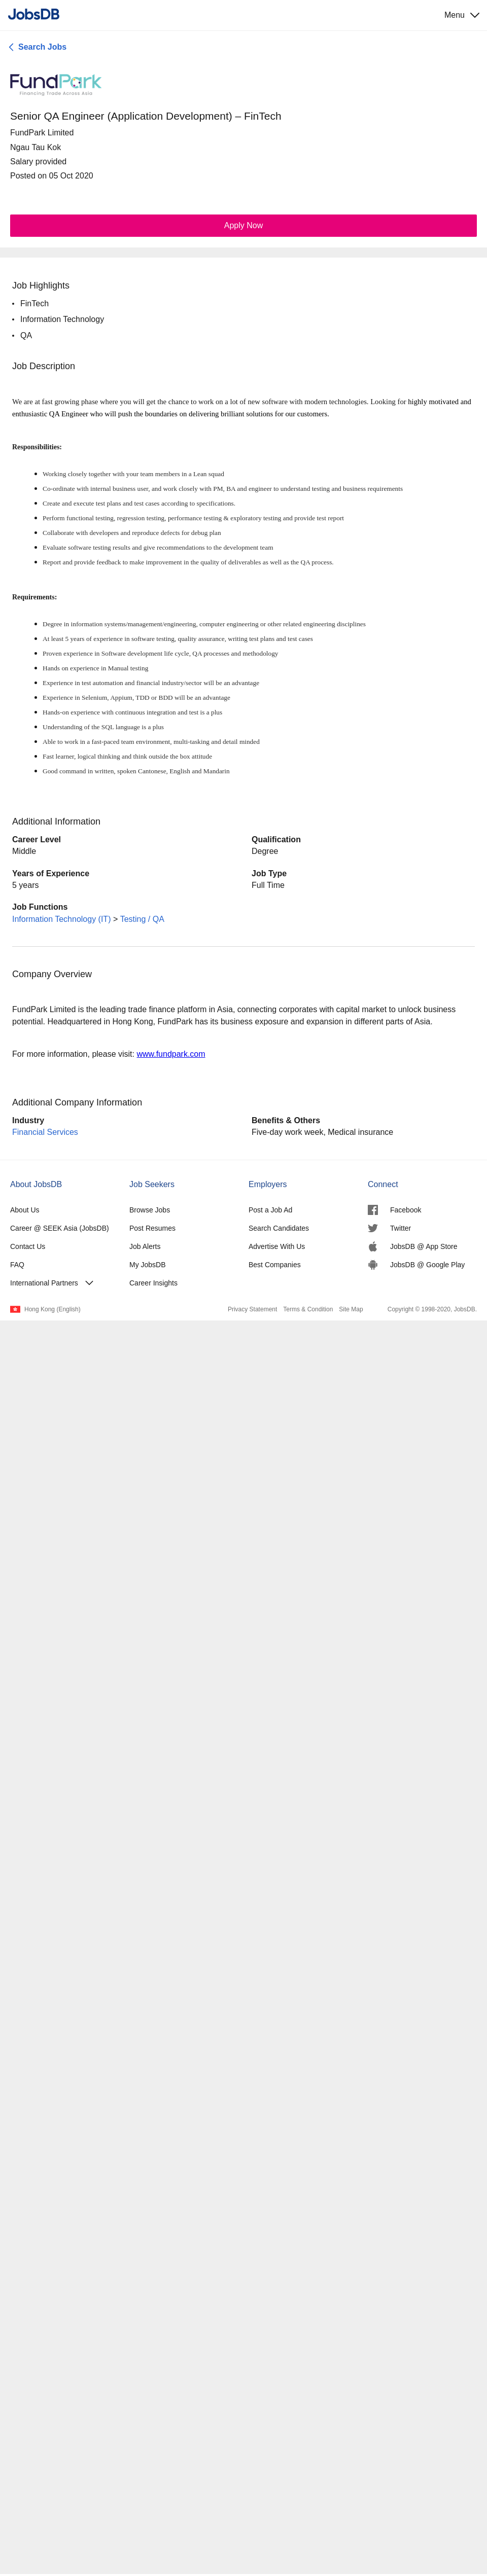 JobsDB
Menu
Search Jobs
FundPark
Financing Trade Across Asia
Senior QA Engineer (Application Development) – FinTech
FundPark Limited
Ngau Tau Kok
Salary provided
Posted on 05 Oct 2020
Apply Now
Job Highlights
• FinTech
• Information Technology
• QA
Job Description
We are at fast growing phase where you will get the chance to work on a lot of new software with modern technologies. Looking for highly motivated and
enthusiastic QA Engineer who will push the boundaries on delivering brilliant solutions for our customers.
Responsibilities:
• Working closely together with your team members in a Lean squad
• Co-ordinate with internal business user, and work closely with PM, BA and engineer to understand testing and business requirements
• Create and execute test plans and test cases according to specifications.
• Perform functional testing, regression testing, performance testing & exploratory testing and provide test report
• Collaborate with developers and reproduce defects for debug plan
• Evaluate software testing results and give recommendations to the development team
• Report and provide feedback to make improvement in the quality of deliverables as well as the QA process.
Requirements:
• Degree in information systems/management/engineering, computer engineering or other related engineering disciplines
• At least 5 years of experience in software testing, quality assurance, writing test plans and test cases
• Proven experience in Software development life cycle, QA processes and methodology
• Hands on experience in Manual testing
• Experience in test automation and financial industry/sector will be an advantage
• Experience in Selenium, Appium, TDD or BDD will be an advantage
• Hands-on experience with continuous integration and test is a plus
• Understanding of the SQL language is a plus
• Able to work in a fast-paced team environment, multi-tasking and detail minded
• Fast learner, logical thinking and think outside the box attitude
• Good command in written, spoken Cantonese, English and Mandarin
Additional Information
Career Level
Middle
Qualification
Degree
Years of Experience
5 years
Job Type
Full Time
Job Functions
Information Technology (IT) > Testing / QA
Company Overview
FundPark Limited is the leading trade finance platform in Asia, connecting corporates with capital market to unlock business
potential. Headquartered in Hong Kong, FundPark has its business exposure and expansion in different parts of Asia.
For more information, please visit: www.fundpark.com
Additional Company Information
Industry
Financial Services
Benefits & Others
Five-day work week, Medical insurance
About JobsDB
About Us
Career @ SEEK Asia (JobsDB)
Contact Us
FAQ
International Partners
Job Seekers
Browse Jobs
Post Resumes
Job Alerts
My JobsDB
Career Insights
Employers
Post a Job Ad
Search Candidates
Advertise With Us
Best Companies
Connect
Facebook
Twitter
JobsDB @ App Store
JobsDB @ Google Play
Hong Kong (English)
Privacy Statement Terms & Condition Site Map
Copyright © 1998-2020, JobsDB.